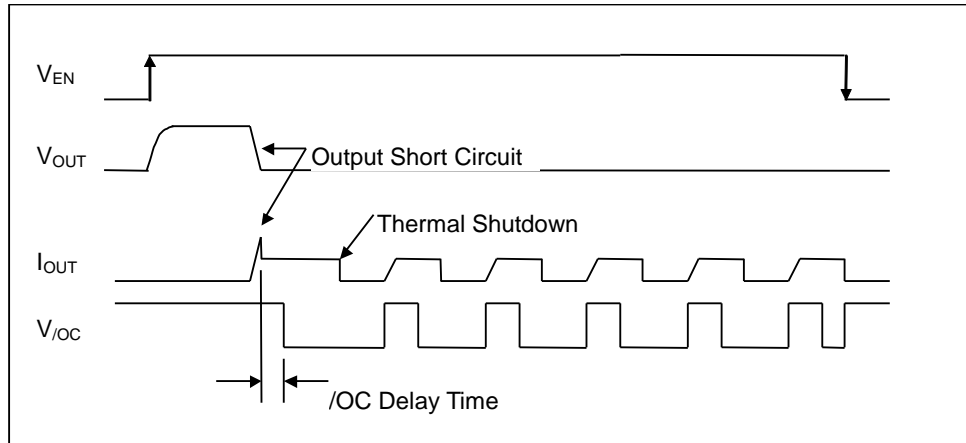 VEN
VOUT
Output Short Circuit
Thermal Shutdown
IOUT
V/OC
/OC Delay Time